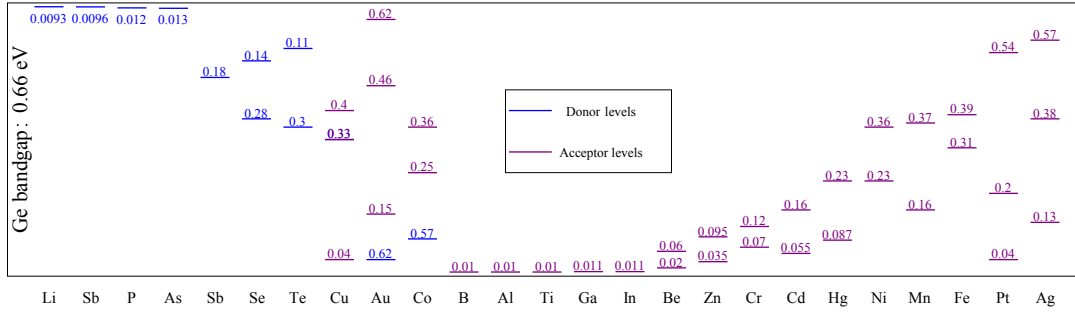 0.0093 0.0096 0.012 0.013 0.62
0.57
0.11 0.54
0.14
0.18
0.46
0.4
0.28 0.3 0.33 0.36 0.36 0.37 0.39 0.38
0.31
Donor levels
Acceptor levels
0.25 0.23 0.23
0.2
0.15 0.16 0.16
0.13
0.57 0.12
0.095
0.087
0.04 0.62 0.06 0.07 0.055 0.04
0.01 0.01 0.01 0.011 0.011 0.02 0.035
Ge bandgap: 0.66 eV
Li Sb P As Sb Se Te Cu Au Co B Al Ti Ga In Be Zn Cr Cd Hg Ni Mn Fe Pt Ag